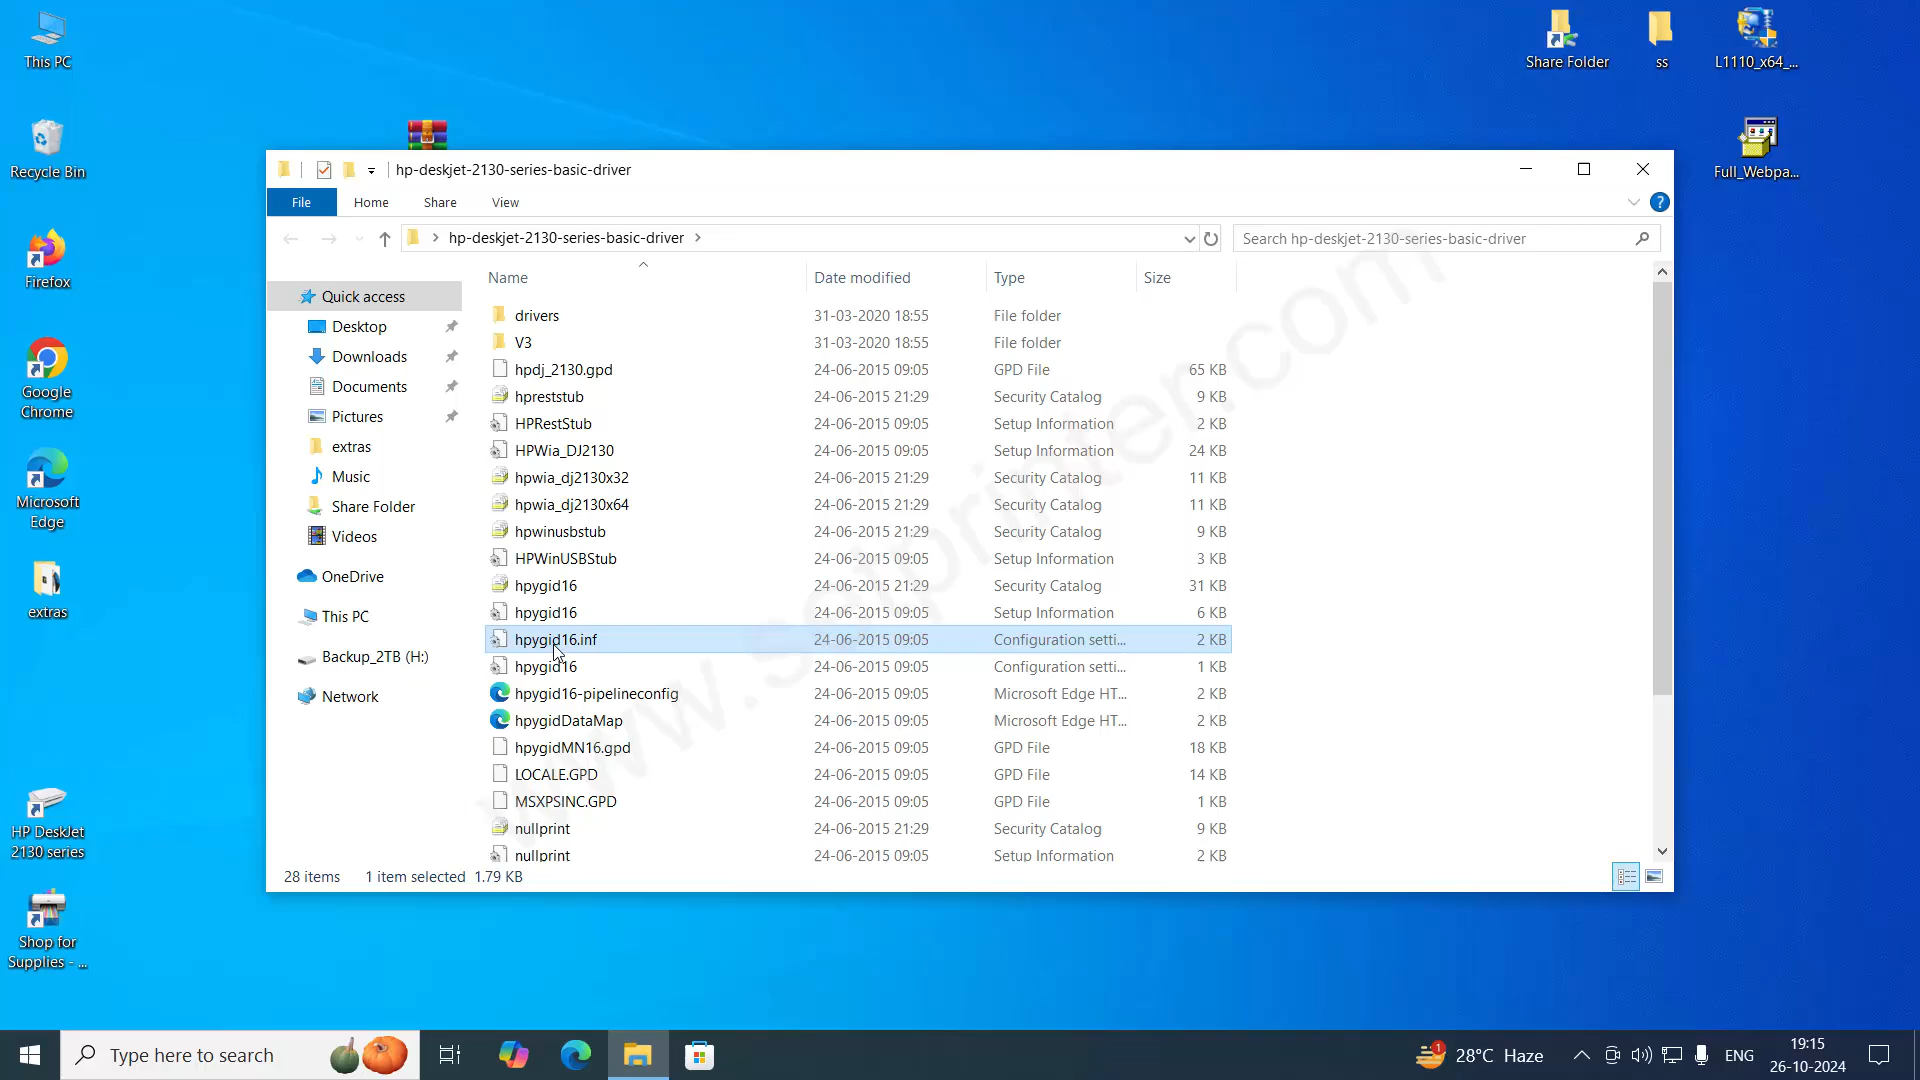 This PC
Recycle Bin
Firefox
Google
Chrome
Microsoft
Edge
extras
HP DeskJet
2130 series
Shop for
Supplies - ...
Share Folder
ss
L1110_x64_...
Full_Webpa...
hp-deskjet-2130-series-basic-driver
File Home Share View
hp-deskjet-2130-series-basic-driver
Search hp-deskjet-2130-series-basic-driver
Quick access
Desktop
Downloads
Documents
Pictures
extras
Music
Share Folder
Videos
OneDrive
This PC
Backup_2TB (H:)
Network
Name Date modified Type Size
drivers 31-03-2020 18:55 File folder
V3 31-03-2020 18:55 File folder
hpdj_2130.gpd 24-06-2015 09:05 GPD File 65 KB
hpreststub 24-06-2015 21:29 Security Catalog 9 KB
HPRestStub 24-06-2015 09:05 Setup Information 2 KB
HPWia_DJ2130 24-06-2015 09:05 Setup Information 24 KB
hpwia_dj2130x32 24-06-2015 21:29 Security Catalog 11 KB
hpwia_dj2130x64 24-06-2015 21:29 Security Catalog 11 KB
hpwinusbstub 24-06-2015 21:29 Security Catalog 9 KB
HPWinUSBStub 24-06-2015 09:05 Setup Information 3 KB
hpygid16 24-06-2015 21:29 Security Catalog 31 KB
hpygid16 24-06-2015 09:05 Setup Information 6 KB
hpygid16.inf 24-06-2015 09:05 Configuration setti... 2 KB
hpygid16 24-06-2015 09:05 Configuration setti... 1 KB
hpygid16-pipelineconfig 24-06-2015 09:05 Microsoft Edge HT... 2 KB
hpygidDataMap 24-06-2015 09:05 Microsoft Edge HT... 2 KB
hpygidMN16.gpd 24-06-2015 09:05 GPD File 18 KB
LOCALE.GPD 24-06-2015 09:05 GPD File 14 KB
MSXPSINC.GPD 24-06-2015 09:05 GPD File 1 KB
nullprint 24-06-2015 21:29 Security Catalog 9 KB
nullprint 24-06-2015 09:05 Setup Information 2 KB
28 items 1 item selected 1.79 KB
www.selprinter.com
Type here to search
1
28°C Haze
ENG
19:15
26-10-2024